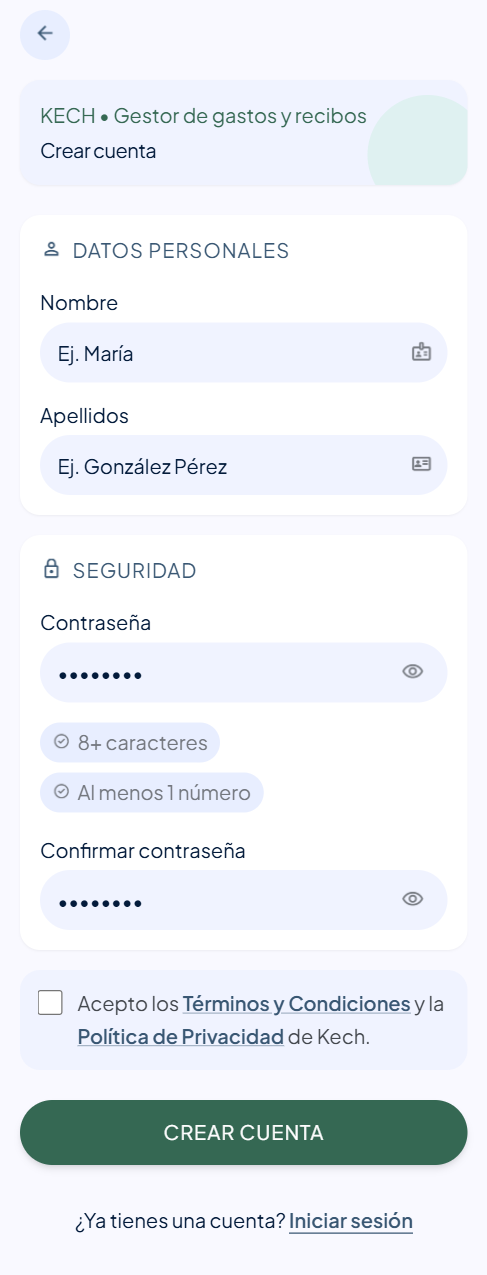 KECH • Gestor de gastos y recibos
Crear cuenta
DATOS PERSONALES
Nombre
Ej. María
Apellidos
Ej. González Pérez
SEGURIDAD
Contraseña
••••••••
8+ caracteres
Al menos 1 número
Confirmar contraseña
••••••••
Acepto los Términos y Condiciones y la
Política de Privacidad de Kech.
CREAR CUENTA
¿Ya tienes una cuenta? Iniciar sesión